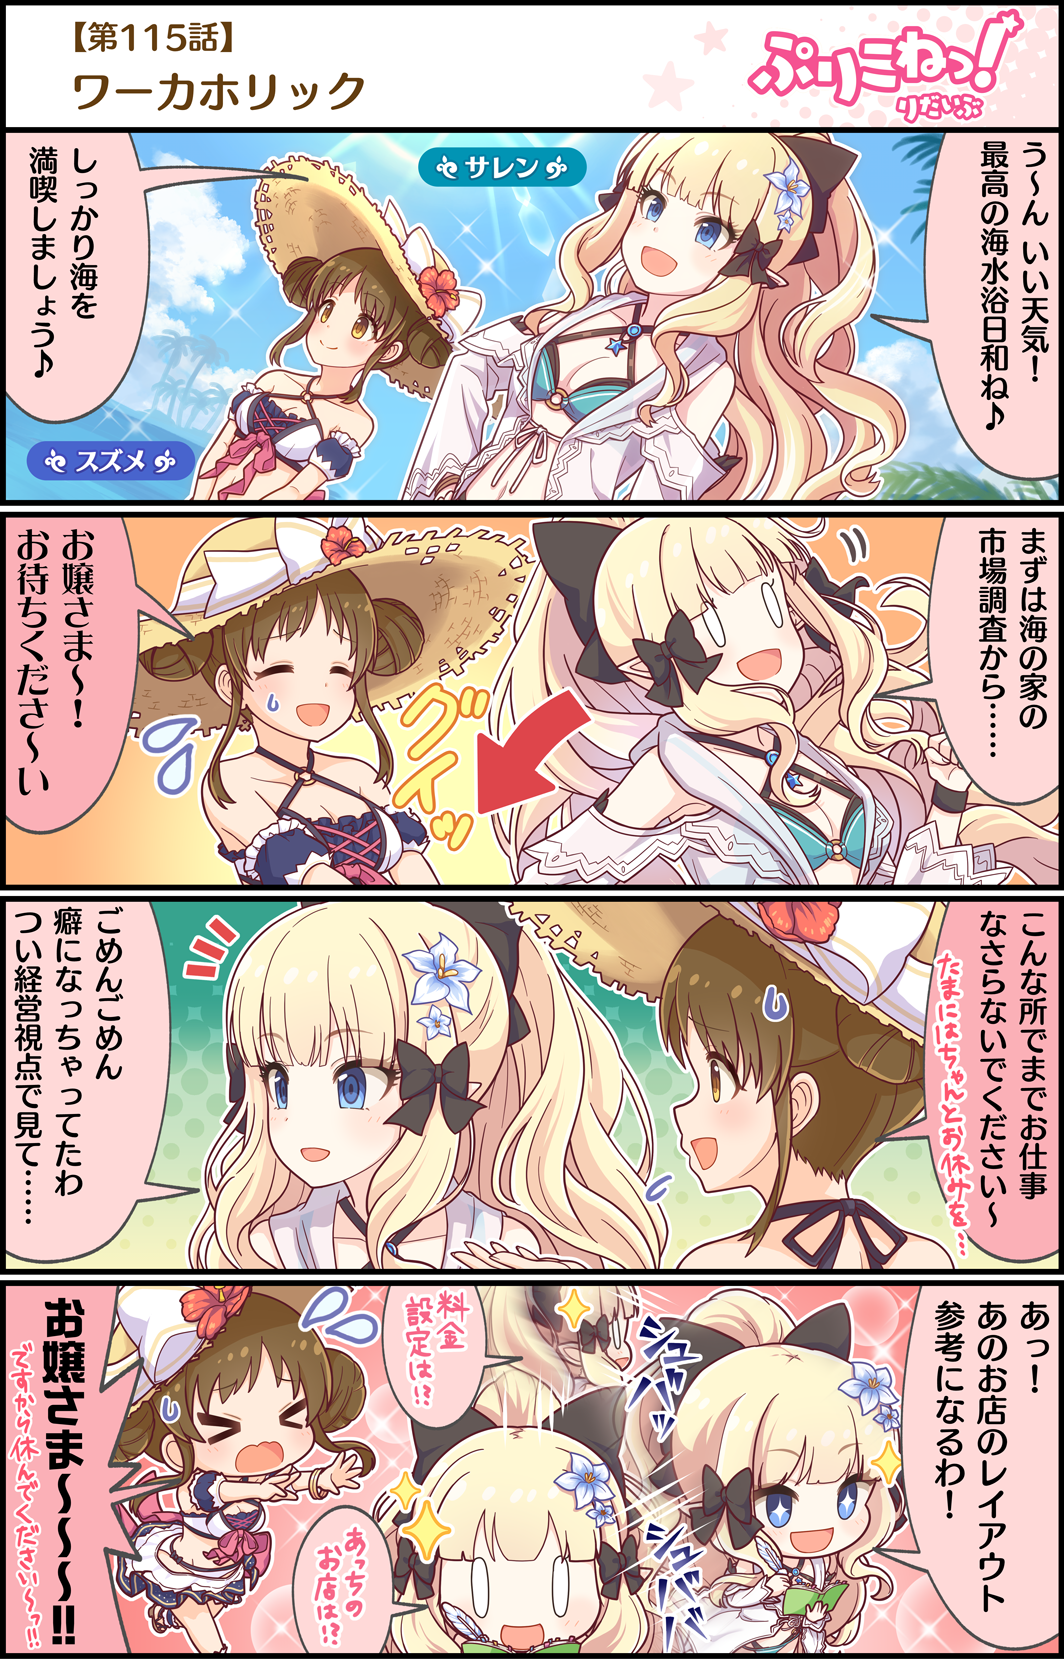 【第115話】
ワーカホリック
ぷりこねっ!
りだいぶ
う〜ん いい天気!
最高の海水浴日和ね♪
サレン
しっかり海を
満喫しましょう♪
スズメ
まずは海の家の
市場調査から……
グイッ
お嬢さま〜!
お待ちくださ〜い
こんな所でまでお仕事
なさらないでください〜
たまにはちゃんとお休みを…
ごめんごめん
癖になっちゃってたわ
つい経営視点で見て……
あっ!
あのお店のレイアウト
参考になるわ!
シュバッ
シュバババ
料金
設定は!?
あっちの
お店は!?
お嬢さま〜〜〜!!
ですから休んでください〜っ!!